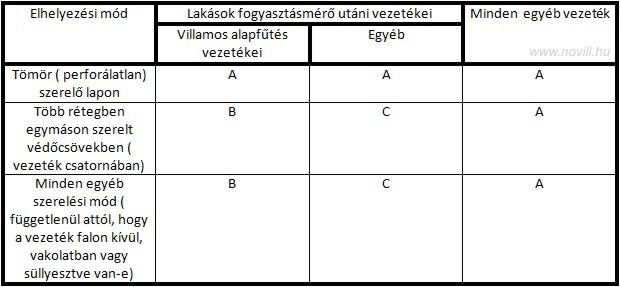 Elhelyezési mód
Lakások fogyasztásmérő utáni vezetékei
Minden egyéb vezeték
Villamos alapfűtés
vezetékei
Egyéb
www.novill.hu
Tömör ( perforálatlan)
szerelő lapon
A
A
A
Több rétegben
egymáson szerelt
védőcsövekben (
vezeték csatornában)
B
C
A
Minden egyéb
szerelési mód (
függetlenül attól, hogy
a vezeték falon kívül,
vakolatban vagy
süllyesztve van-e)
B
C
A